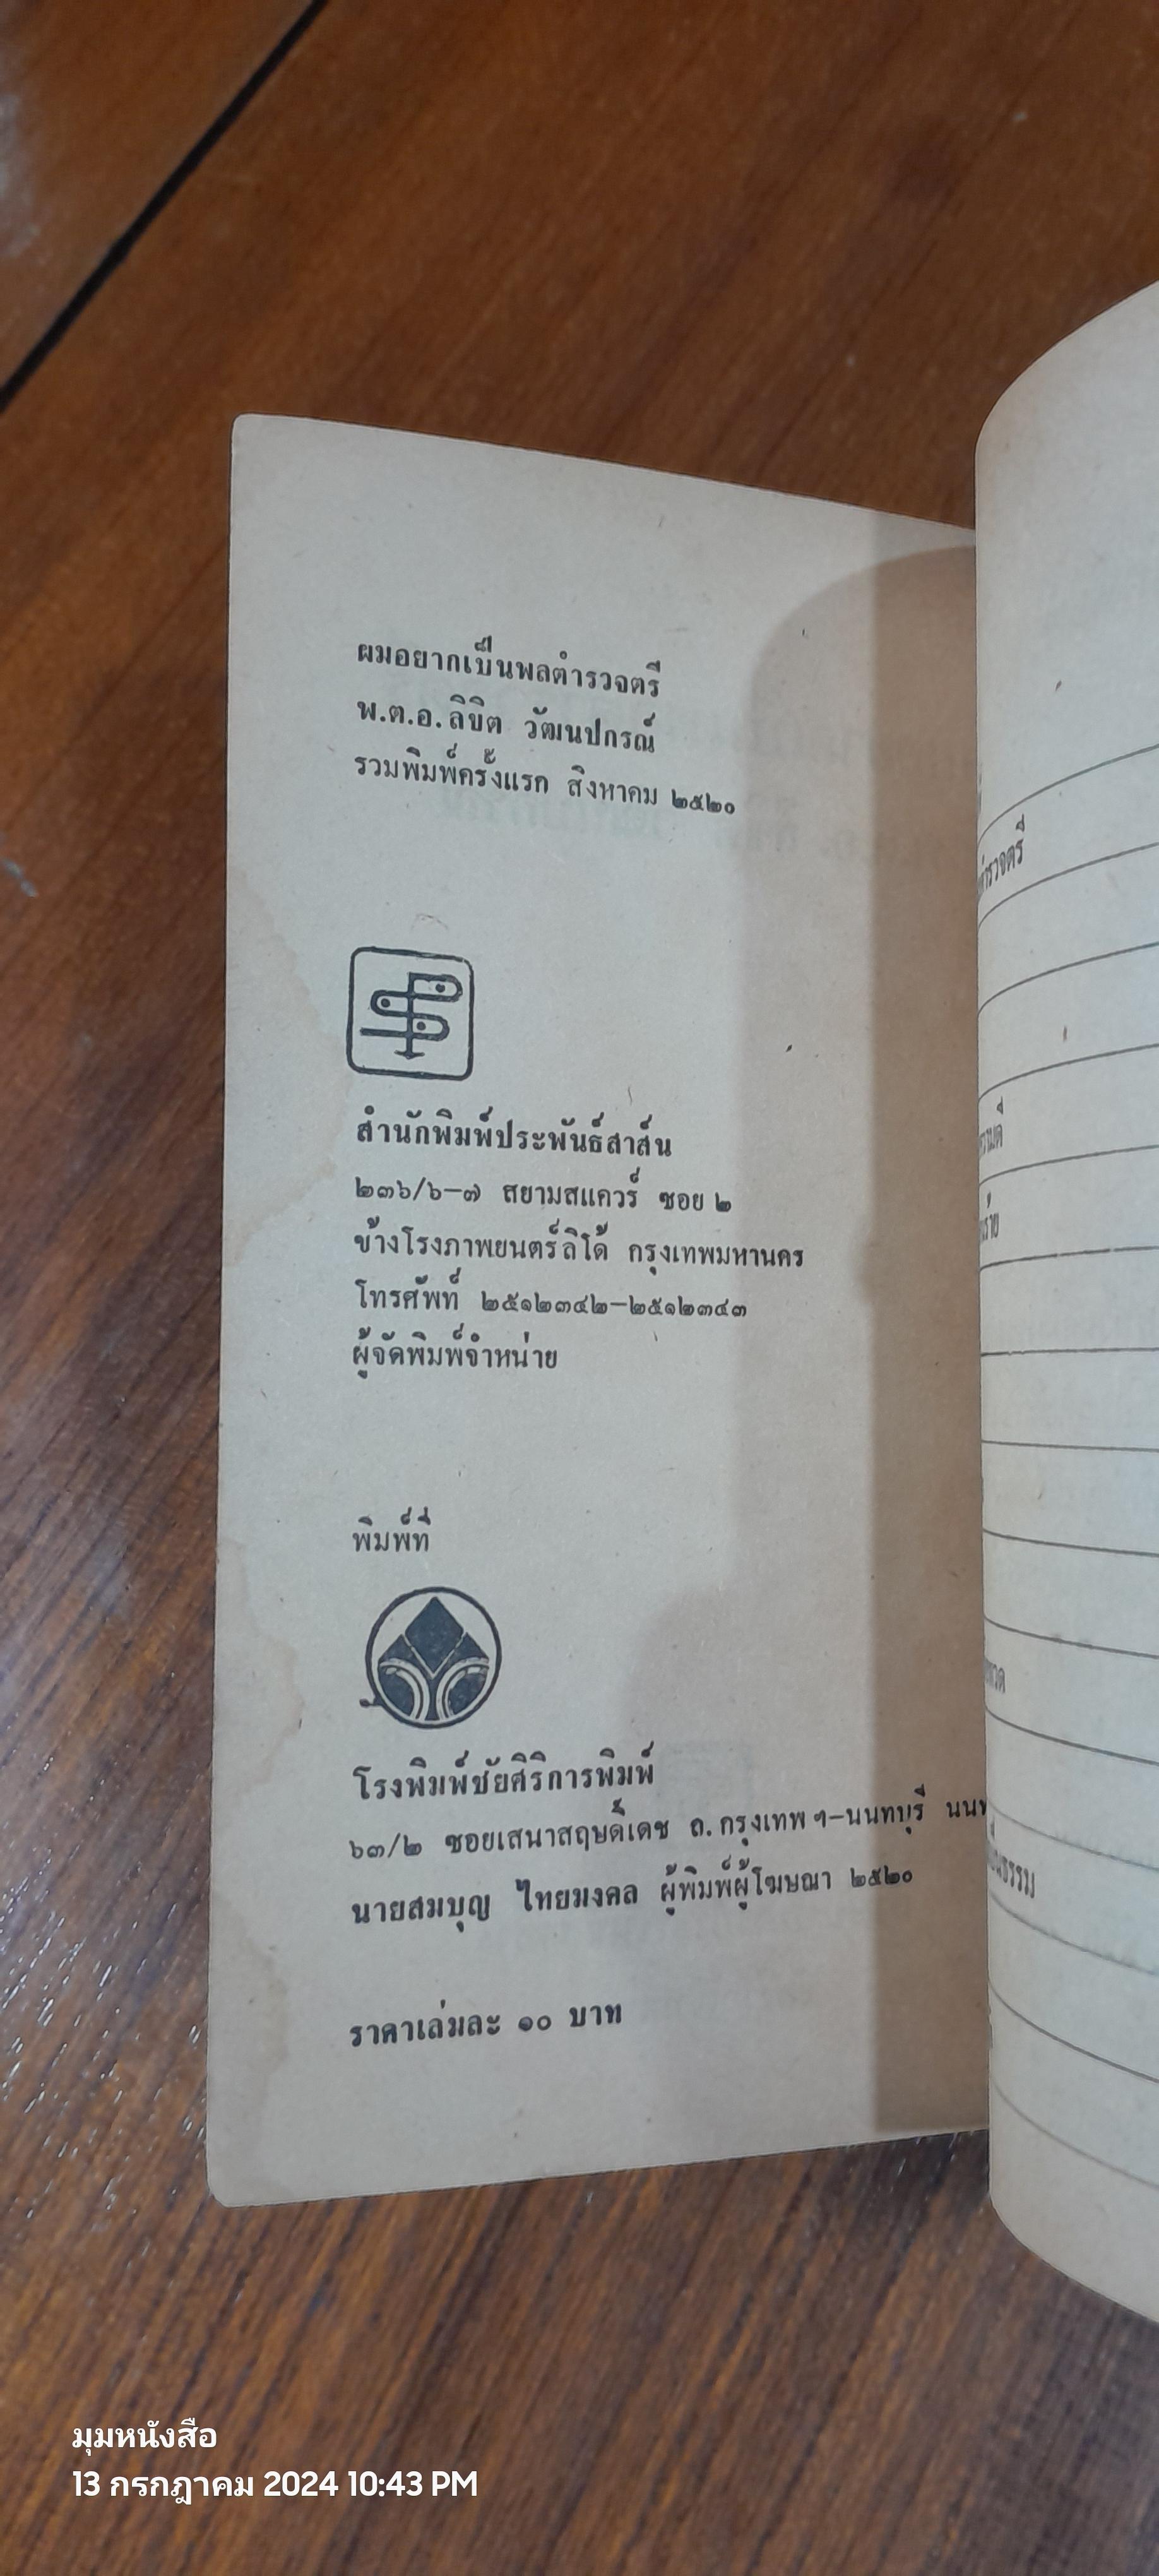 ผมอยากเป็นพลตำรวจตรี
พ.ต.อ. ลิขิต วัฒนปกรณ์
รวมพิมพ์ครั้งแรก สิงหาคม ๒๕๒๐
สำนักพิมพ์ประพันธ์สาส์น
๒๓๖/๖-๗ สยามสแควร์ ซอย ๒
ข้างโรงภาพยนตร์ลิโด้ กรุงเทพมหานคร
โทรศัพท์ ๒๕๑๒๓๔๒-๒๕๑๒๓๔๓
ผู้จัดพิมพ์จำหน่าย
พิมพ์ที่
โรงพิมพ์ชัยศิริการพิมพ์
๖๓/๒ ซอยเสนาสฤษดิ์เดช ถ. กรุงเทพ ฯ-นนทบุรี
นายสมบุญ ไทยมงคล ผู้พิมพ์ผู้โฆษณา ๒๕๒๐
ราคาเล่มละ ๑๐ บาท
มุมหนังสือ
13 กรกฎาคม 2024 10:43 PM